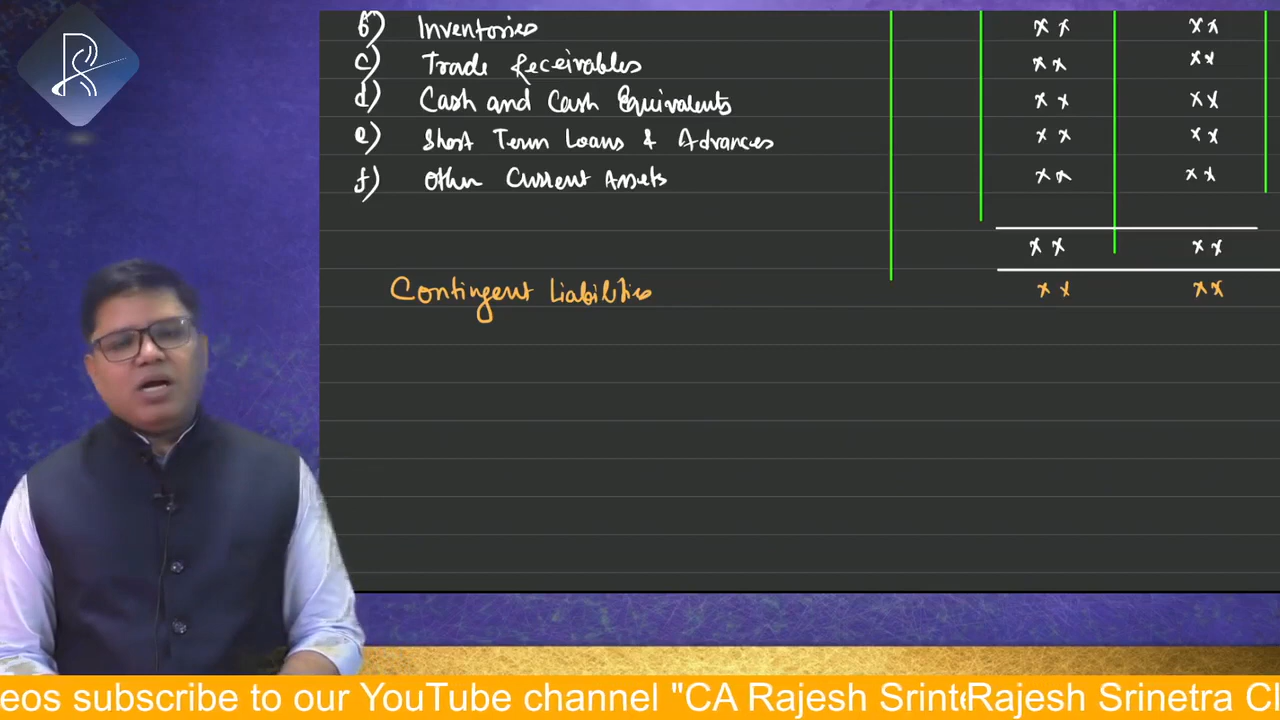 b) Inventories xx xx
c) Trade Receivables xx xx
d) Cash and Cash Equivalents xx xx
e) Short Term Loans & Advances xx xx
f) Other Current Assets xx xx
xx xx
Contingent Liabilities xx xx
RS
eos subscribe to our YouTube channel "CA Rajesh Srinte Rajesh Srinetra Cl